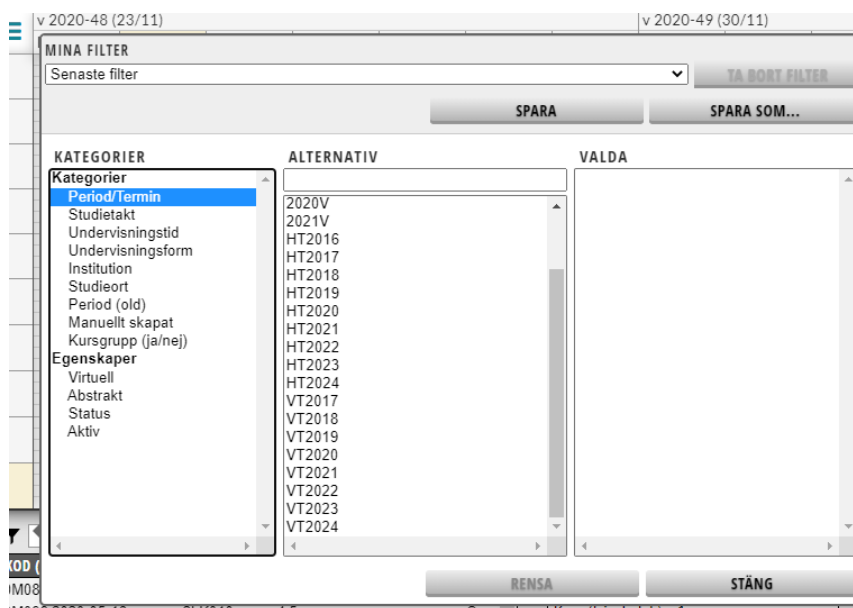 v 2020-48 (23/11)
v 2020-49 (30/11)
MINA FILTER
Senaste filter
TA BORT FILTER
SPARA
SPARA SOM...
KATEGORIER
Kategorier
Period/Termin
Studietakt
Undervisningstid
Undervisningsform
Institution
Studieort
Period (old)
Manuellt skapat
Kursgrupp (ja/nej)
Egenskaper
Virtuell
Abstrakt
Status
Aktiv
ALTERNATIV
2020V
2021V
HT2016
HT2017
HT2018
HT2019
HT2020
HT2021
HT2022
HT2023
HT2024
VT2017
VT2018
VT2019
VT2020
VT2021
VT2022
VT2023
VT2024
VALDA
RENSA
STÄNG